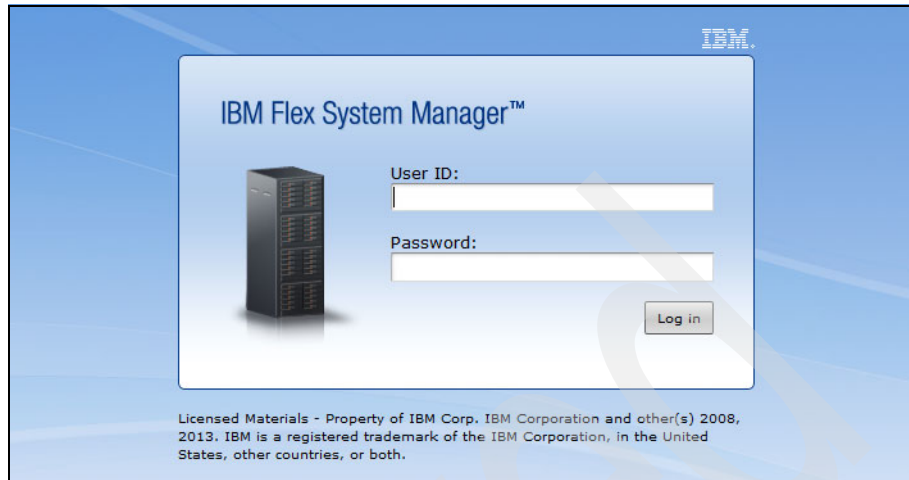 IBM.
IBM Flex System Manager™
User ID:
Password:
Log in
Licensed Materials - Property of IBM Corp. IBM Corporation and other(s) 2008,
2013. IBM is a registered trademark of the IBM Corporation, in the United
States, other countries, or both.